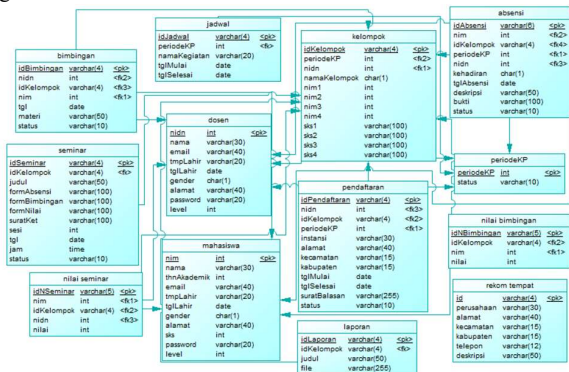 jadwal
idJadwal varchar(4) <pk>
periodeKP int <fk>
namaKegiatan varchar(20)
tglMulai date
tglSelesai date
kelompok
idKelompok varchar(4) <pk>
periodeKP int <fk2>
nidn int <fk1>
namaKelompok char(1)
nim1 int
nim2 int
nim3 int
nim4 int
sks1 varchar(100)
sks2 varchar(100)
sks3 varchar(100)
sks4 varchar(100)
absensi
idAbsensi varchar(6) <pk>
nim int <fk2>
idKelompok varchar(4) <fk4>
periodeKP int <fk1>
nidn int <fk3>
kehadiran char(1)
tglAbsensi date
deskripsi varchar(50)
bukti varchar(100)
status varchar(10)
bimbingan
idBimbingan varchar(4) <pk>
nidn int <fk2>
idKelompok varchar(4) <fk3>
nim int <fk1>
tgl date
materi varchar(50)
status varchar(10)
dosen
nidn int <pk>
nama varchar(30)
email varchar(40)
tmpLahir varchar(20)
tglLahir date
gender char(1)
alamat varchar(40)
password varchar(20)
level int
seminar
idSeminar varchar(4) <pk>
idKelompok varchar(4) <fk>
judul varchar(50)
formAbsensi varchar(100)
formBimbingan varchar(100)
formNilai varchar(100)
suratKet varchar(100)
sesi int
tgl date
jam time
status varchar(10)
periodeKP
periodeKP int <pk>
status varchar(10)
pendaftaran
idPendaftaran varchar(4) <pk>
nidn int <fk3>
idKelompok varchar(4) <fk2>
periodeKP int <fk1>
instansi varchar(30)
alamat varchar(40)
kecamatan varchar(15)
kabupaten varchar(15)
tglMulai date
tglSelesai date
suratBalasan varchar(255)
status varchar(10)
nilai bimbingan
idNBimbingan varchar(5) <pk>
idKelompok varchar(4) <fk2>
nim int <fk1>
nilai int
mahasiswa
nim int <pk>
nama varchar(30)
thnAkademik int
email varchar(40)
tmpLahir varchar(20)
tglLahir date
gender char(1)
alamat varchar(40)
sks int
password varchar(20)
level int
nilai seminar
idNSeminar varchar(5) <pk>
nim int <fk1>
idKelompok varchar(4) <fk2>
nidn int <fk3>
nilai int
rekom tempat
id varchar(4) <pk>
perusahaan varchar(30)
alamat varchar(40)
kecamatan varchar(15)
kabupaten varchar(15)
telepon varchar(12)
deskripsi varchar(50)
laporan
idLaporan varchar(4) <pk>
idKelompok varchar(4) <fk>
judul varchar(50)
file varchar(255)